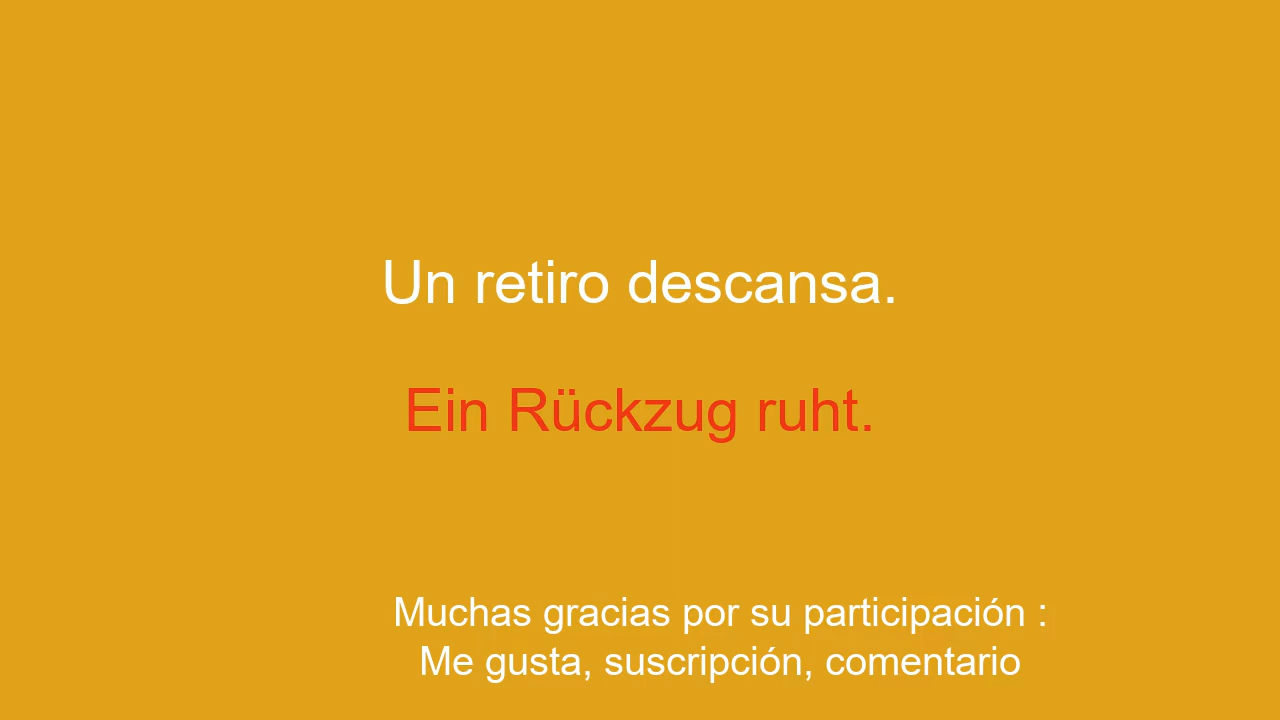 Un retiro descansa.
Ein Rückzug ruht.
Muchas gracias por su participación :
Me gusta, suscripción, comentario